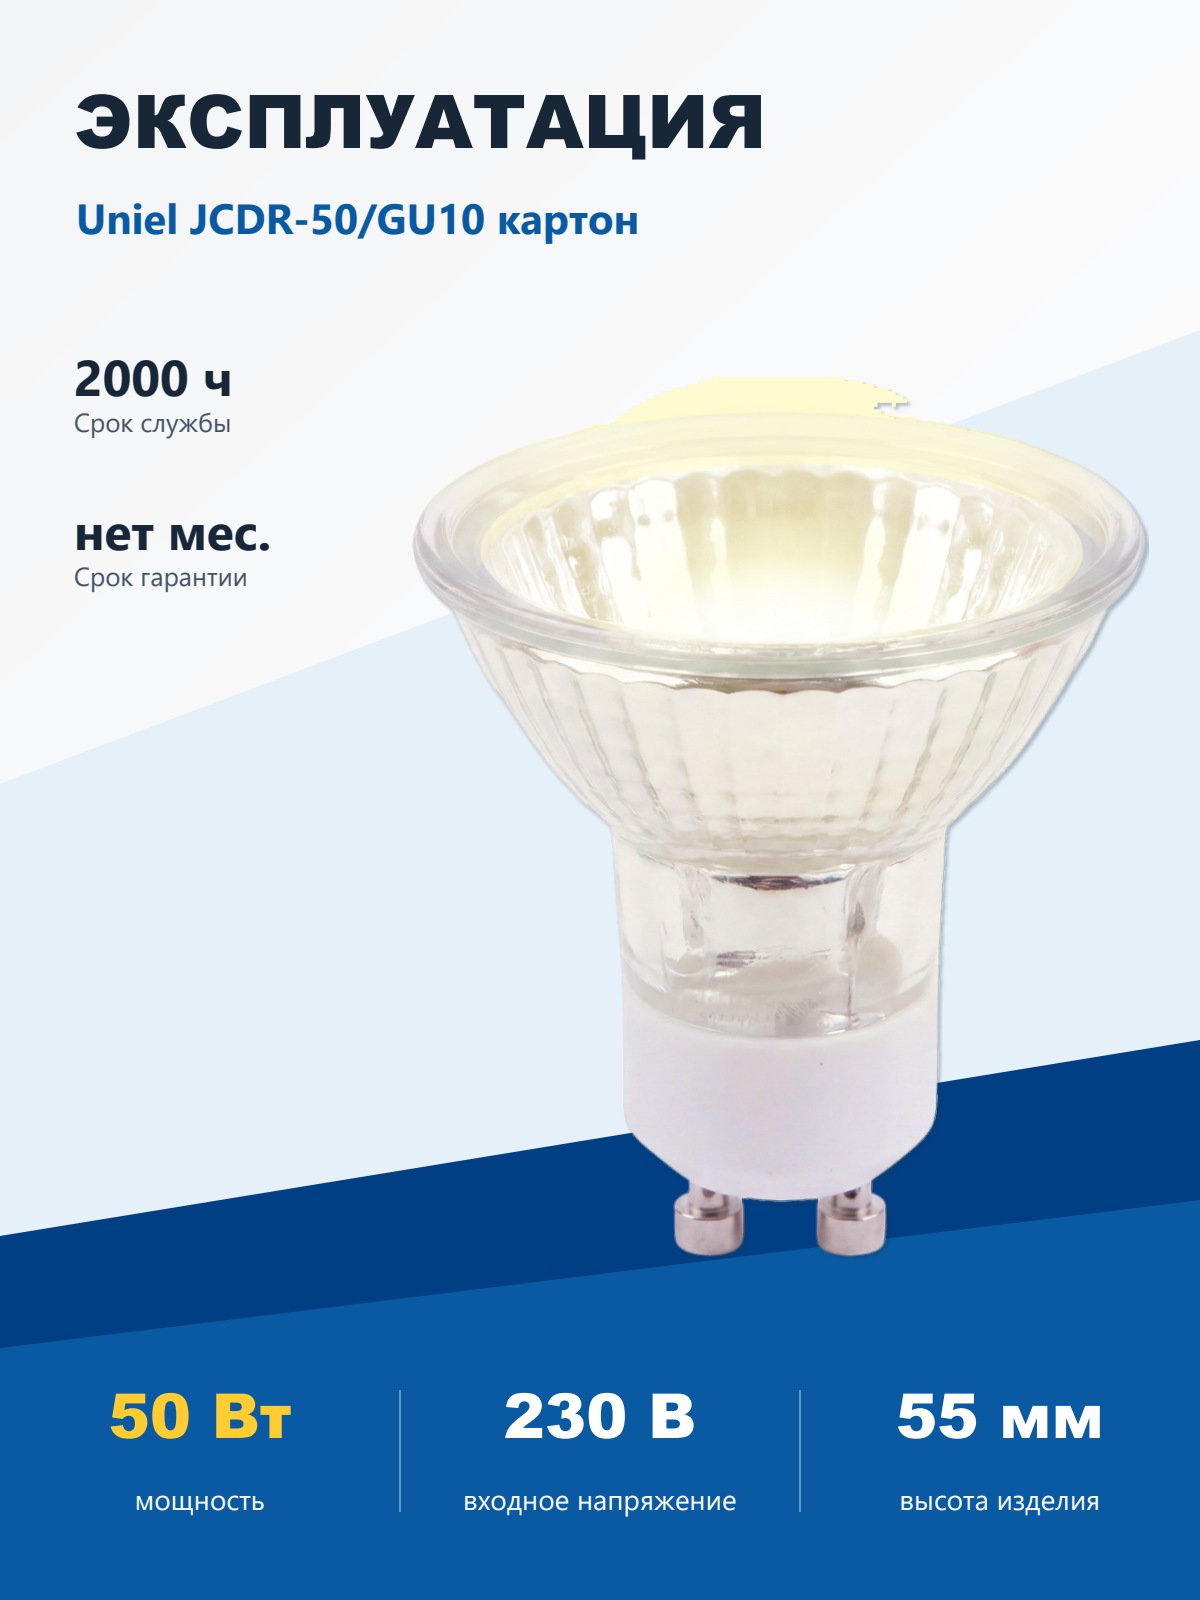 ЭКСПЛУАТАЦИЯ
Uniel JCDR-50/GU10 картон
2000 ч
Срок службы
нет мес.
Срок гарантии
50 Вт
мощность
230 В
входное напряжение
55 мм
высота изделия